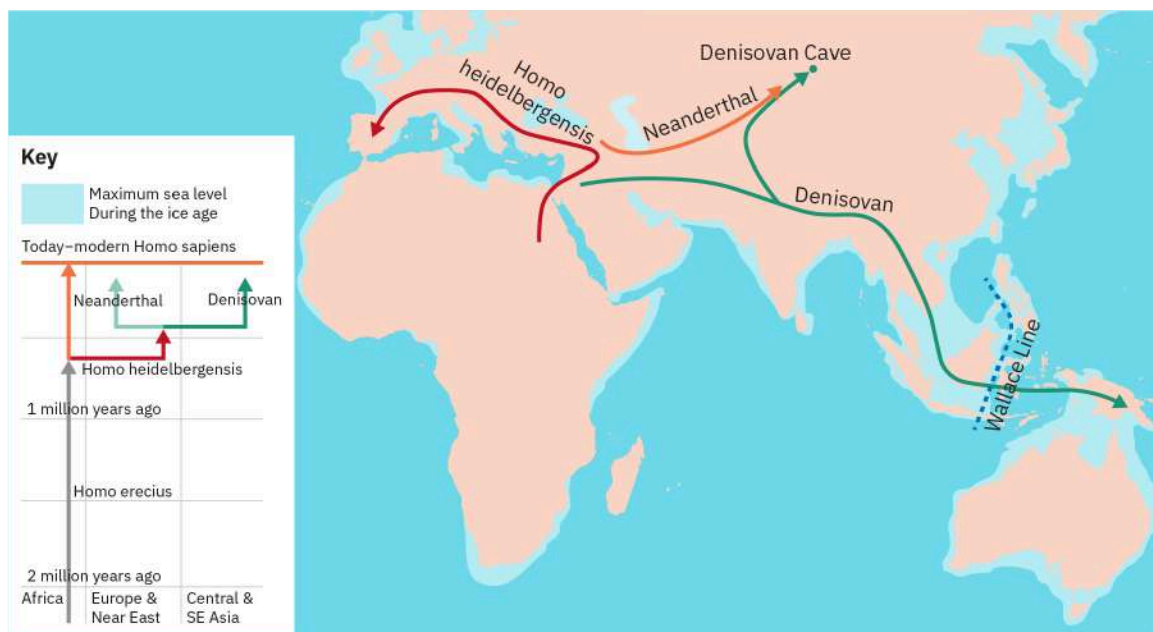 Key
Maximum sea level
During the ice age
Today–modern Homo sapiens
Neanderthal
Denisovan
Homo heidelbergensis
1 million years ago
Homo erecius
2 million years ago
Africa
Europe &
Near East
Central &
SE Asia
Homo
heidelbergensis
Neanderthal
Denisovan Cave
Denisovan
Wallace Line